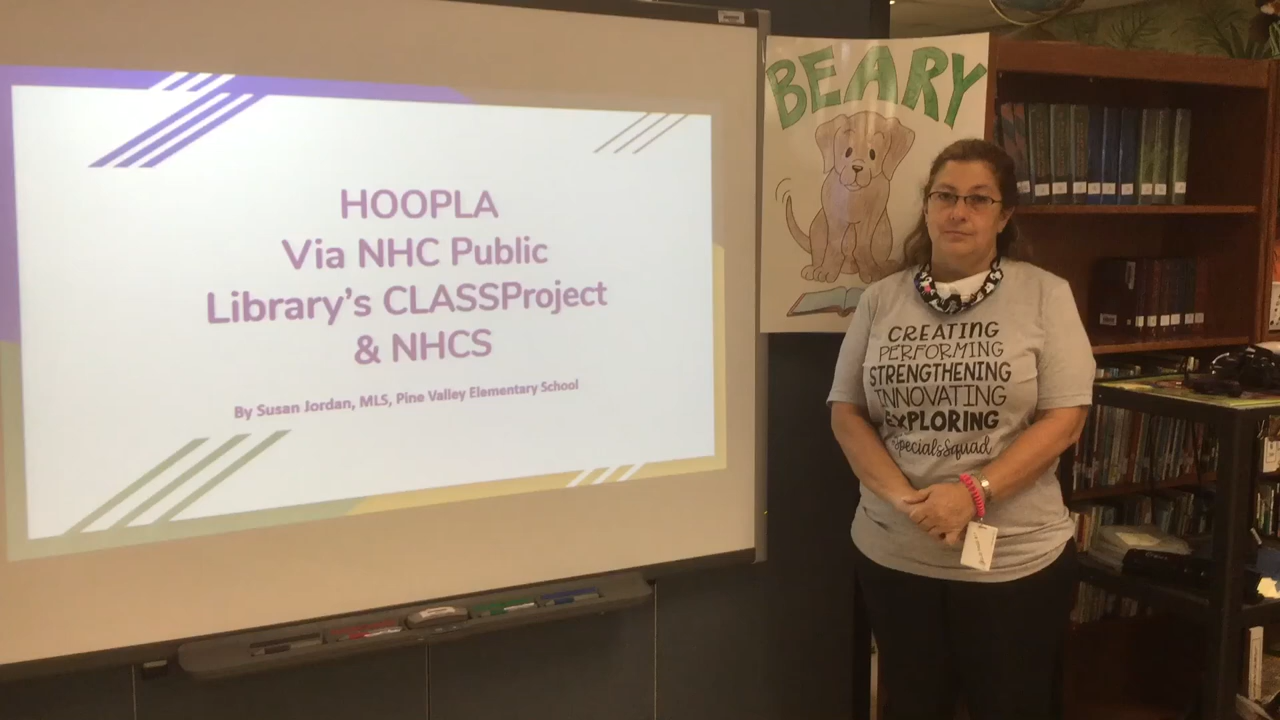 HOOPLA
Via NHC Public
Library's CLASSProject
& NHCS
By Susan Jordan, MLS, Pine Valley Elementary School
BEARY
CREATING
PERFORMING
STRENGTHENING
INNOVATING
EXPLORING
SpecialsSquad